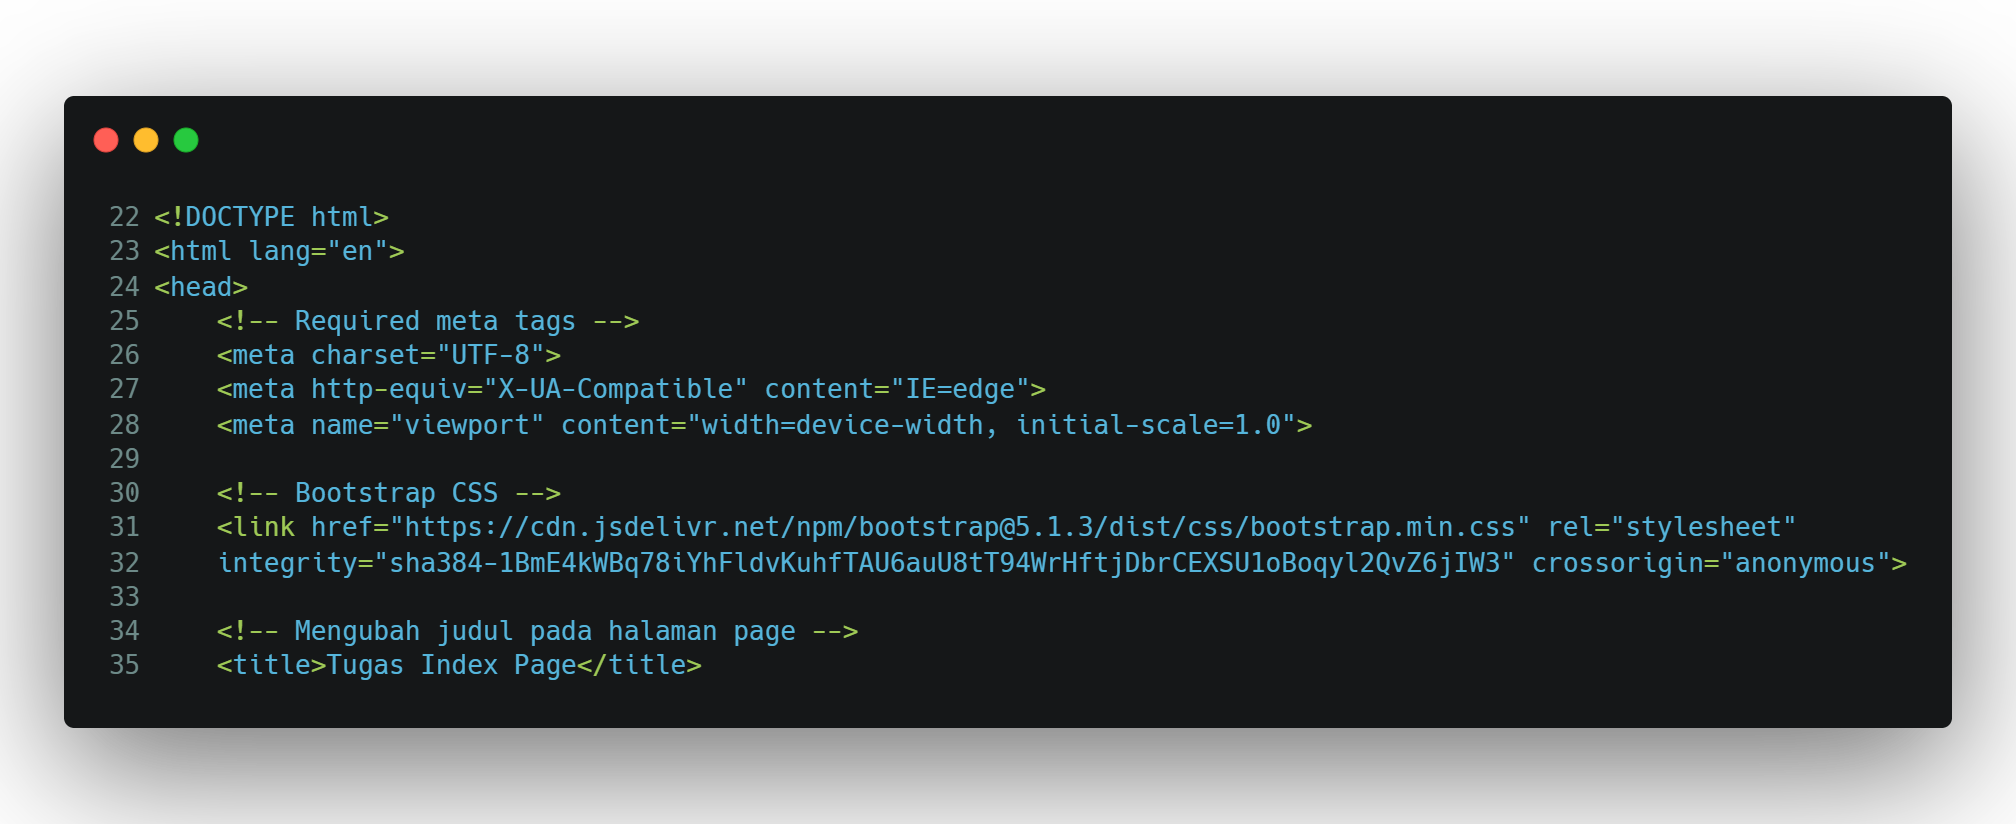 22 <!DOCTYPE html>
23 <html lang="en">
24 <head>
25     <!-- Required meta tags -->
26     <meta charset="UTF-8">
27     <meta http-equiv="X-UA-Compatible" content="IE=edge">
28     <meta name="viewport" content="width=device-width, initial-scale=1.0">
29
30     <!-- Bootstrap CSS -->
31     <link href="https://cdn.jsdelivr.net/npm/bootstrap@5.1.3/dist/css/bootstrap.min.css" rel="stylesheet"
32     integrity="sha384-1BmE4kWBq78iYhFldvKuhfTAU6auU8tT94WrHftjDbrCEXSU1oBoqyl2QvZ6jIW3" crossorigin="anonymous">
33
34     <!-- Mengubah judul pada halaman page -->
35     <title>Tugas Index Page</title>